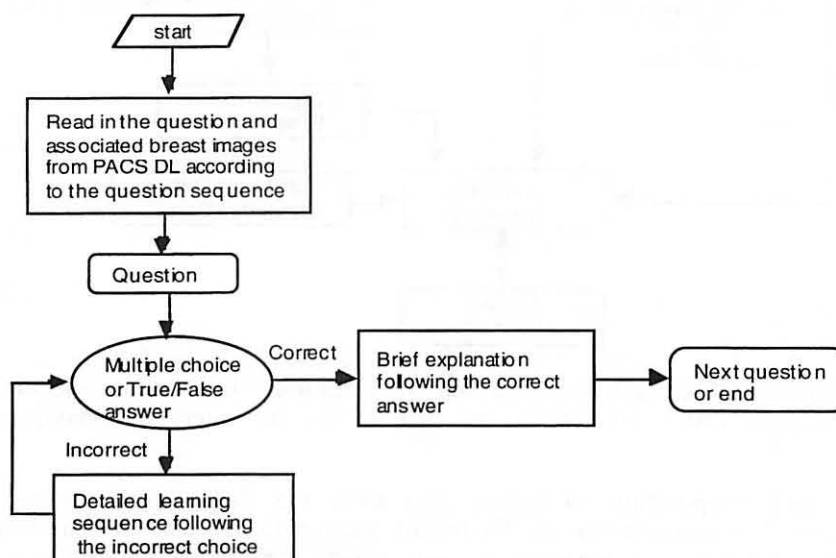 start
Read in the question and
associated breast images
from PACS DL according
to the question sequence
Question
Multiple choice
or True/False
answer
Correct
Brief explanation
following the correct
answer
Next question
or end
Incorrect
Detailed learning
sequence following
the incorrect choice